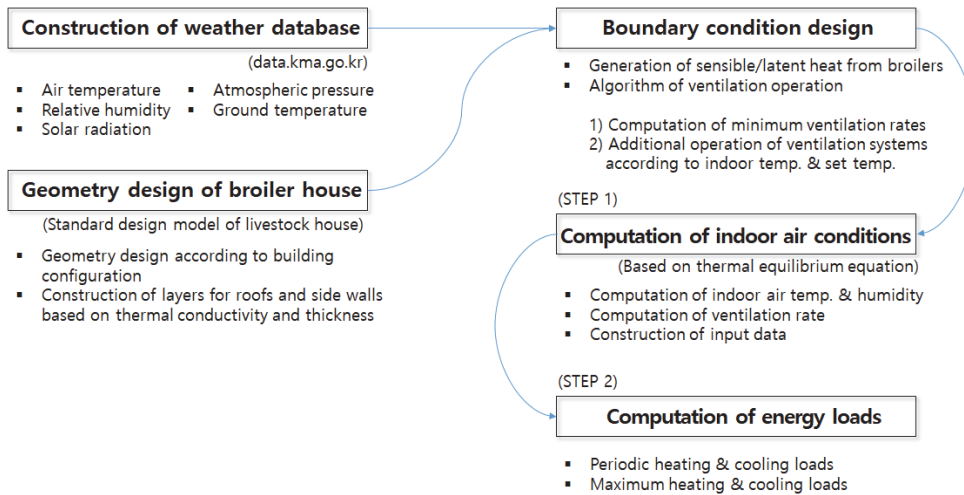 Construction of weather database
(data.kma.go.kr)
▪ Air temperature ▪ Atmospheric pressure
▪ Relative humidity ▪ Ground temperature
▪ Solar radiation
Geometry design of broiler house
(Standard design model of livestock house)
▪ Geometry design according to building
configuration
▪ Construction of layers for roofs and side walls
based on thermal conductivity and thickness
Boundary condition design
▪ Generation of sensible/latent heat from broilers
▪ Algorithm of ventilation operation
1) Computation of minimum ventilation rates
2) Additional operation of ventilation systems
according to indoor temp. & set temp.
(STEP 1)
Computation of indoor air conditions
(Based on thermal equilibrium equation)
▪ Computation of indoor air temp. & humidity
▪ Computation of ventilation rate
▪ Construction of input data
(STEP 2)
Computation of energy loads
▪ Periodic heating & cooling loads
▪ Maximum heating & cooling loads